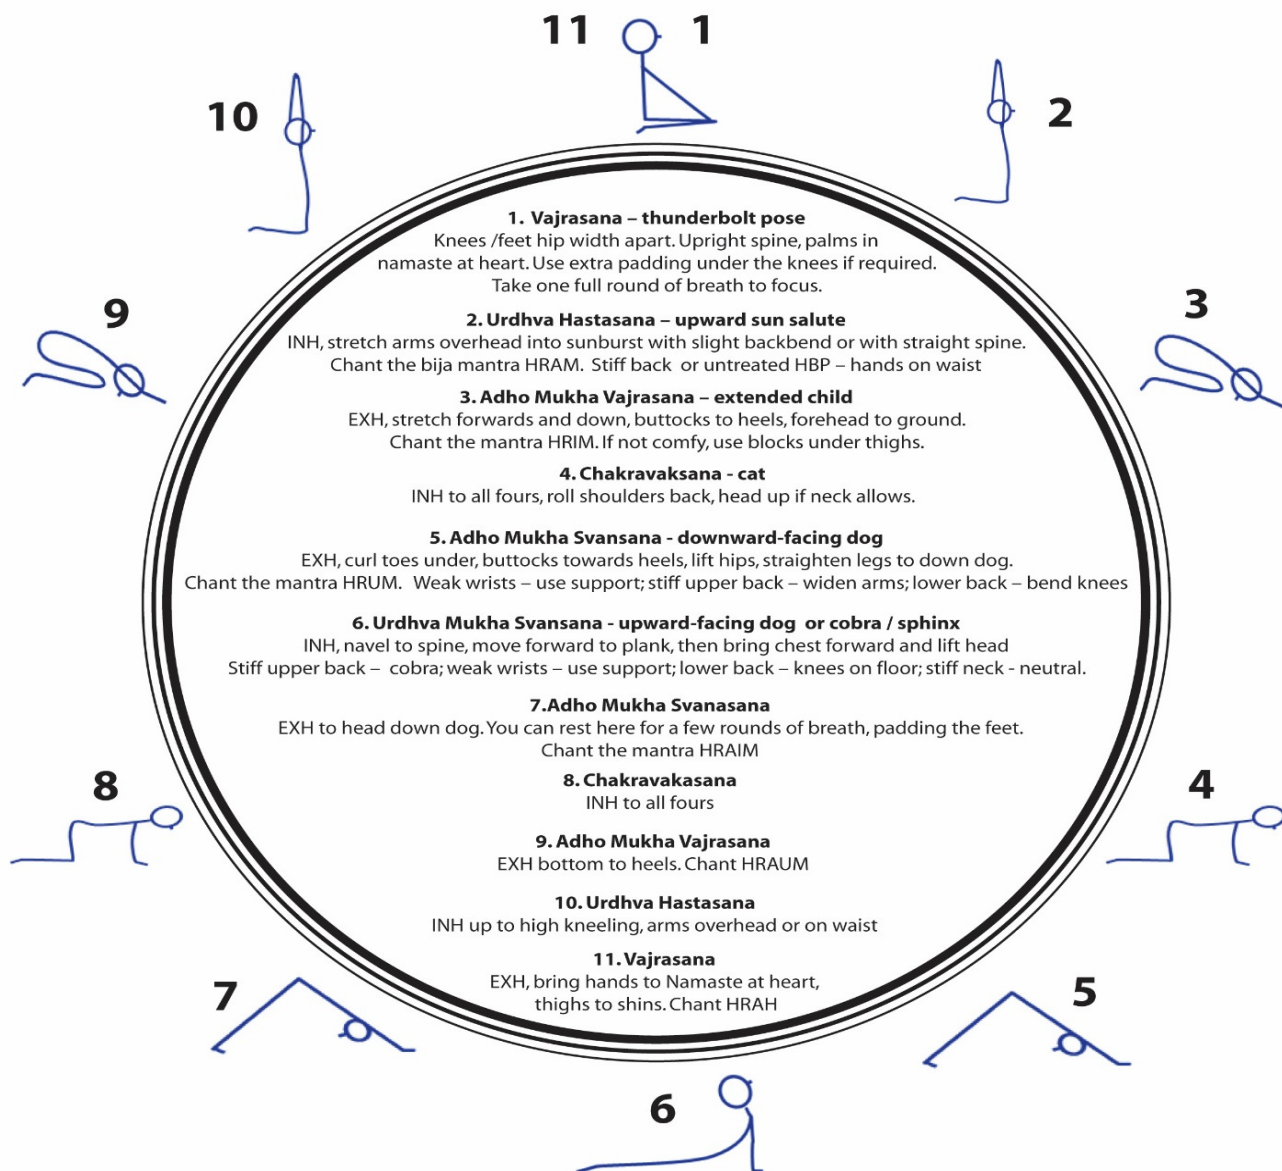 11 1
10
2
9
3
1. Vajrasana – thunderbolt pose
Knees /feet hip width apart. Upright spine, palms in
namaste at heart. Use extra padding under the knees if required.
Take one full round of breath to focus.
2. Urdhva Hastasana – upward sun salute
INH, stretch arms overhead into sunburst with slight backbend or with straight spine.
Chant the bija mantra HRAM. Stiff back or untreated HBP – hands on waist
3. Adho Mukha Vajrasana – extended child
EXH, stretch forwards and down, buttocks to heels, forehead to ground.
Chant the mantra HRIM. If not comfy, use blocks under thighs.
4. Chakravaksana - cat
INH to all fours, roll shoulders back, head up if neck allows.
5. Adho Mukha Svansana - downward-facing dog
EXH, curl toes under, buttocks towards heels, lift hips, straighten legs to down dog.
Chant the mantra HRUM. Weak wrists – use support; stiff upper back – widen arms; lower back – bend knees
6. Urdhva Mukha Svansana - upward-facing dog or cobra / sphinx
INH, navel to spine, move forward to plank, then bring chest forward and lift head
Stiff upper back – cobra; weak wrists – use support; lower back – knees on floor; stiff neck - neutral.
7.Adho Mukha Svanasana
EXH to head down dog. You can rest here for a few rounds of breath, padding the feet.
Chant the mantra HRAIM
8. Chakravakasana
INH to all fours
9. Adho Mukha Vajrasana
EXH bottom to heels. Chant HRAUM
10. Urdhva Hastasana
INH up to high kneeling, arms overhead or on waist
11. Vajrasana
EXH, bring hands to Namaste at heart,
thighs to shins. Chant HRAH
8
4
7
5
6